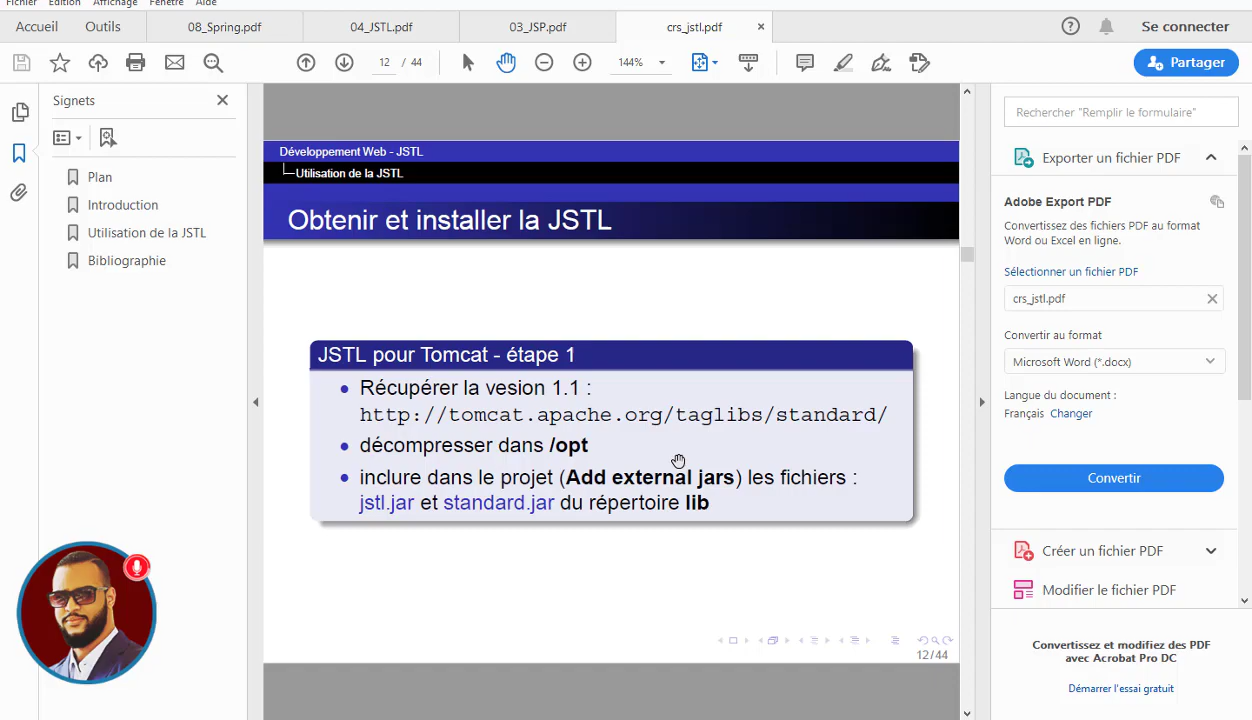 Fichier Edition Affichage Fenêtre Aide
Accueil Outils 08_Spring.pdf 04_JSTL.pdf 03_JSP.pdf crs_jstl.pdf × ? Se connecter
12 / 44 144% Partager
Signets
Plan
Introduction
Utilisation de la JSTL
Bibliographie
Développement Web - JSTL
Utilisation de la JSTL
Obtenir et installer la JSTL
JSTL pour Tomcat - étape 1
Récupérer la vesion 1.1 :
http://tomcat.apache.org/taglibs/standard/
décompresser dans /opt
inclure dans le projet (Add external jars) les fichiers :
jstl.jar et standard.jar du répertoire lib
12/44
Rechercher "Remplir le formulaire"
Exporter un fichier PDF
Adobe Export PDF
Convertissez des fichiers PDF au format
Word ou Excel en ligne.
Sélectionner un fichier PDF
crs_jstl.pdf
Convertir au format
Microsoft Word (*.docx)
Langue du document :
Français Changer
Convertir
Créer un fichier PDF
Modifier le fichier PDF
Convertissez et modifiez des PDF
avec Acrobat Pro DC
Démarrer l'essai gratuit